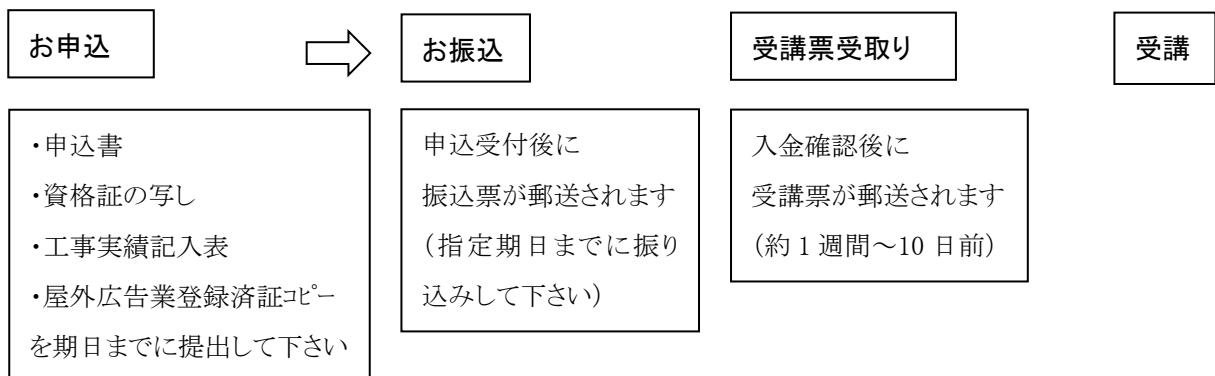 お申込
お振込
受講票受取り
受講
・申込書
・資格証の写し
・工事実績記入表
・屋外広告業登録済証ｺﾋﾟｰ
を期日までに提出して下さい
申込受付後に
振込票が郵送されます
（指定期日までに振り
込みして下さい）
入金確認後に
受講票が郵送されます
（約 1 週間～10 日前）